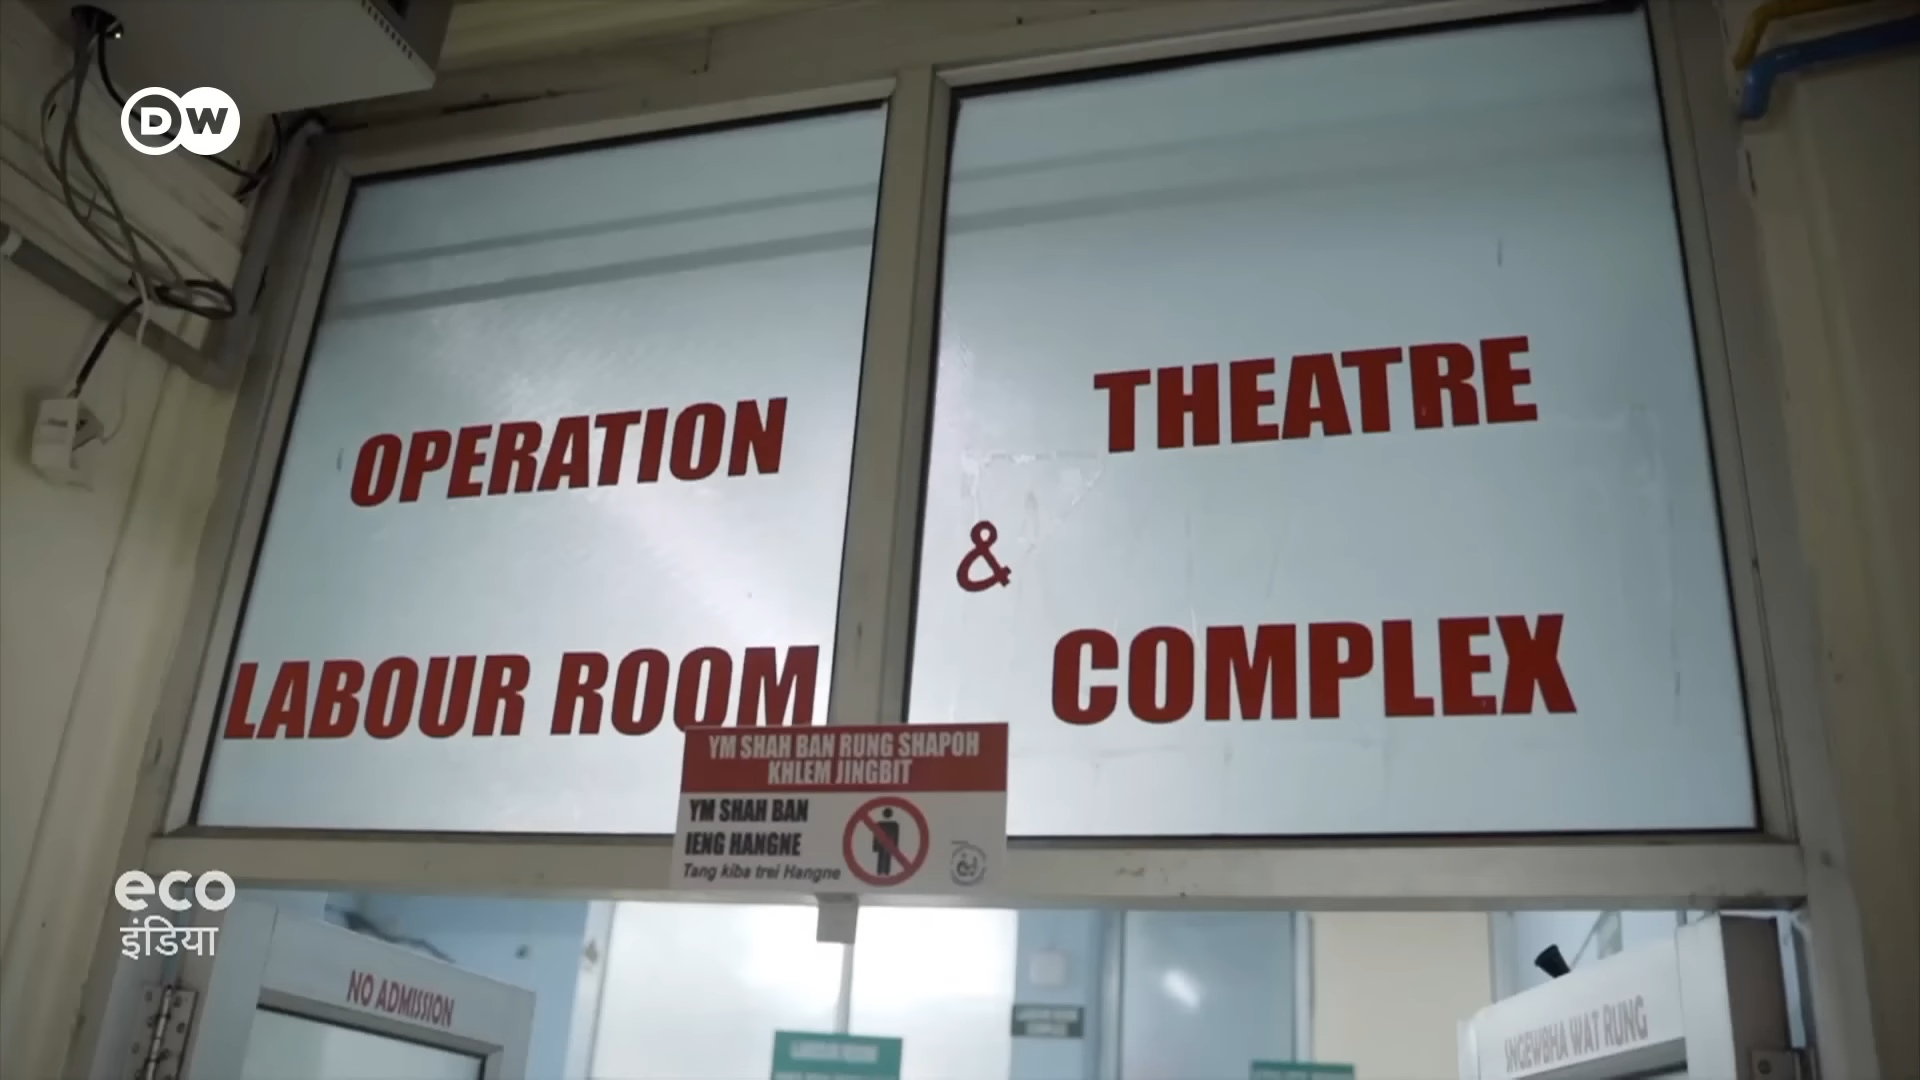 DW
OPERATION THEATRE
&
LABOUR ROOM COMPLEX
YM SHAH BAN RUNG SHAPOH
KHLEM JINGBIT
YM SHAH BAN
IENG HANGNE
Tang kiba trei Hangne
eco
इंडिया
NO ADMISSION
SNGEWBHA WAT RUNG